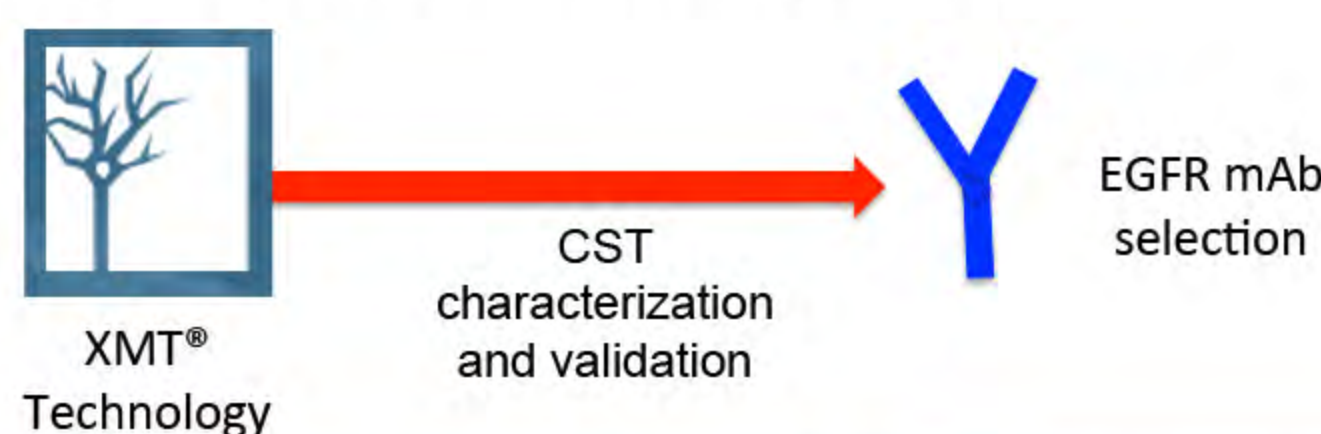 XMT®
Technology
CST
characterization
and validation
EGFR mAb
selection